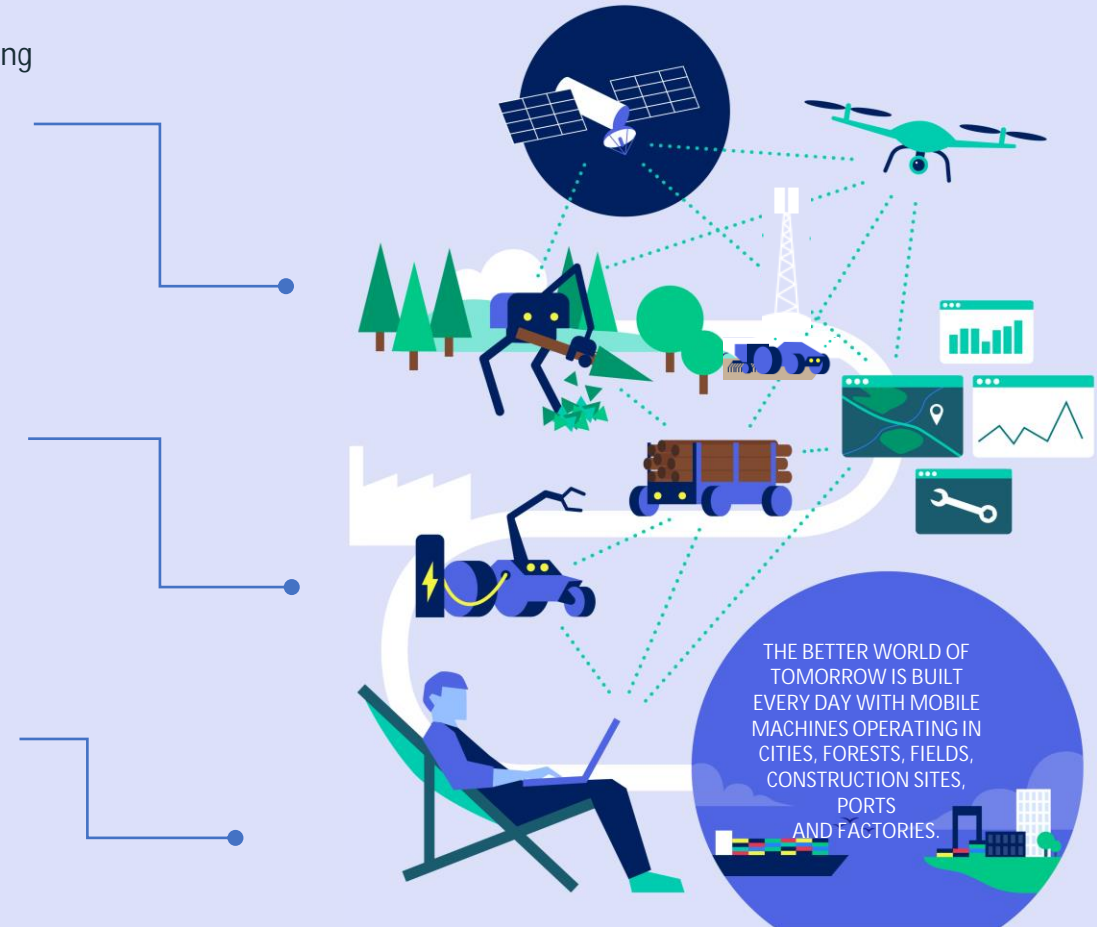 ng
THE BETTER WORLD OF
TOMORROW IS BUILT
EVERY DAY WITH MOBILE
MACHINES OPERATING IN
CITIES, FORESTS, FIELDS,
CONSTRUCTION SITES,
PORTS
AND FACTORIES.